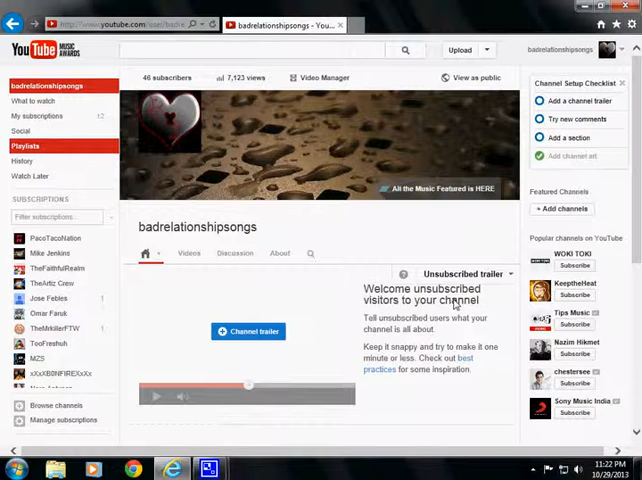 http://www.youtube.com/user/badre
badrelationshipsongs - You...
YouTube MUSIC AWARDS
Upload
badrelationshipsongs
badrelationshipsongs
What to watch
My subscriptions
Social
Playlists
History
Watch Later
SUBSCRIPTIONS
Filter subscriptions...
PacoTacoNation
Mike Jenkins
TheFaithfulRealm
TheArtiz Crew
Jose Febles 1
Omar Faruk
TheMrkillerFTW
TooFreshuh
MZS
xXxXB0NFIREXxXx
Browse channels
Manage subscriptions
46 subscribers
7,123 views
Video Manager
View as public
All the Music Featured is HERE
badrelationshipsongs
Videos
Discussion
About
Unsubscribed trailer
Channel trailer
Welcome unsubscribed
visitors to your channel
Tell unsubscribed users what your
channel is all about.
Keep it snappy and try to make it one
minute or less. Check out best
practices for some inspiration.
Channel Setup Checklist
Add a channel trailer
Try new comments
Add a section
Add channel art
Featured Channels
+ Add channels
Popular channels on YouTube
WOKI TOKI
Subscribe
KeeptheHeat
Subscribe
Tips Music
Subscribe
Nazim Hikmet
Subscribe
chestersee
Subscribe
Sony Music India
Subscribe
11:22 PM
10/29/2013